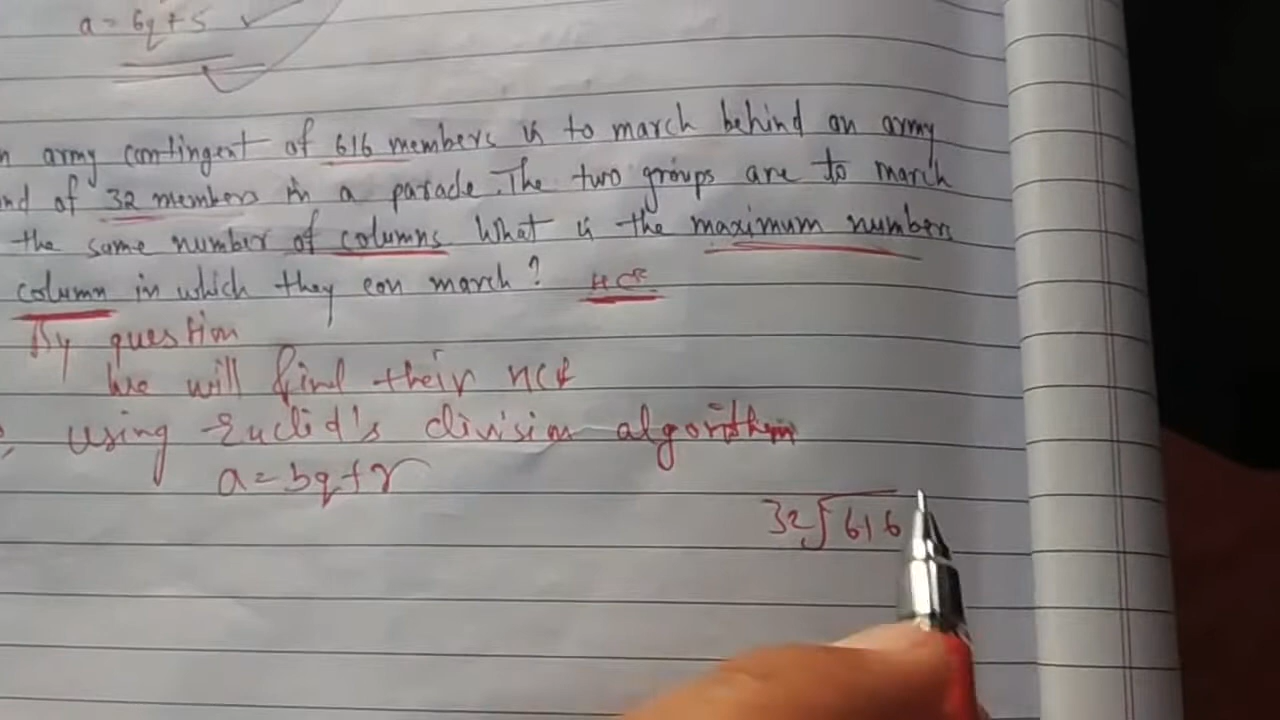 a = 6q + 5
n army contingent of 616 members is to march behind an army
nd of 32 members in a parade. The two groups are to march
the same number of columns. What is the maximum numbers
column in which they can march? HCF
By question
We will find their HCF
using Euclid's division algorithm
a = bq + r
32√616